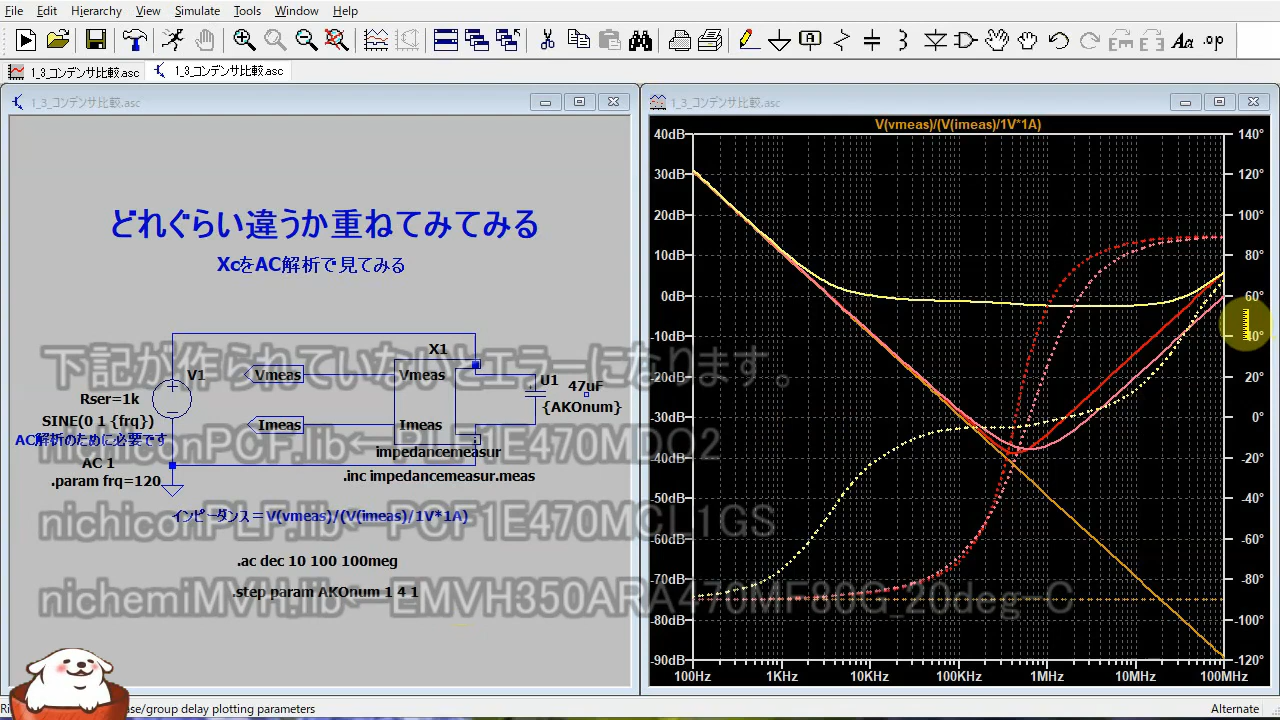 File Edit Hierarchy View Simulate Tools Window Help
1_3_コンデンサ比較.asc 1_3_コンデンサ比較.asc
1_3_コンデンサ比較.asc
どれぐらい違うか重ねてみてみる
XcをAC解析で見てみる
X1
V1
Vmeas
Vmeas
U1
47uF
Rser=1k
{AKOnum}
SINE(0 1 {frq})
Imeas
Imeas
AC解析のために必要です
impedancemeasur
AC 1
.inc impedancemeasur.meas
.param frq=120
インピーダンス=V(vmeas)/(V(imeas)/1V*1A)
.ac dec 10 100 100meg
.step param AKOnum 1 4 1
下記が作られていないとエラーになります。
nichiconPCF.lib←
nichiconPLF.lib←PCF1E470MCL1GS
←EMVH350ARA470MF80G_20deg-C
1_3_コンデンサ比較.asc
V(vmeas)/(V(imeas)/1V*1A)
40dB 140°
30dB 120°
20dB 100°
10dB 80°
0dB 60°
-10dB 40°
-20dB 20°
-30dB 0°
-40dB -20°
-50dB -40°
-60dB -60°
-70dB -80°
-80dB -100°
-90dB -120°
100Hz 1KHz 10KHz 100KHz 1MHz 10MHz 100MHz
se/group delay plotting parameters
Alternate